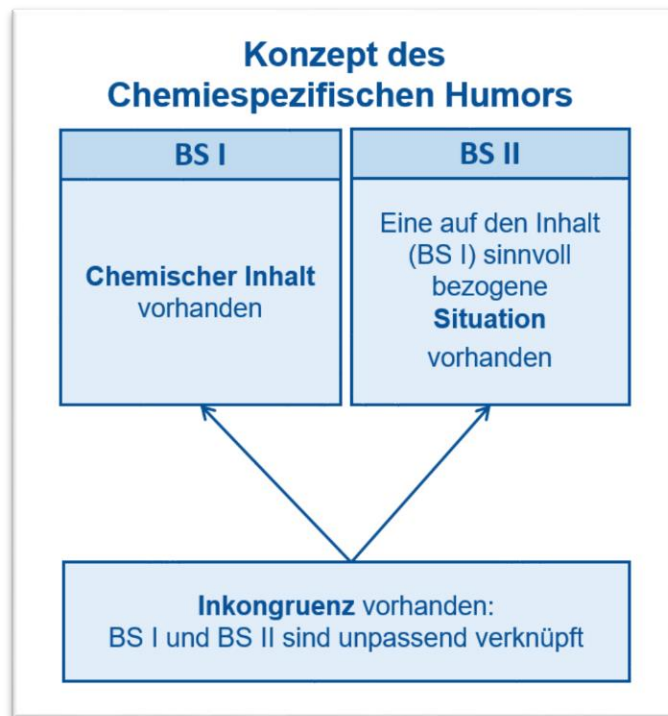 Konzept des
Chemiespezifischen Humors
BS I
Chemischer Inhalt
vorhanden
BS II
Eine auf den Inhalt
(BS I) sinnvoll
bezogene
Situation
vorhanden
Inkongruenz vorhanden:
BS I und BS II sind unpassend verknüpft